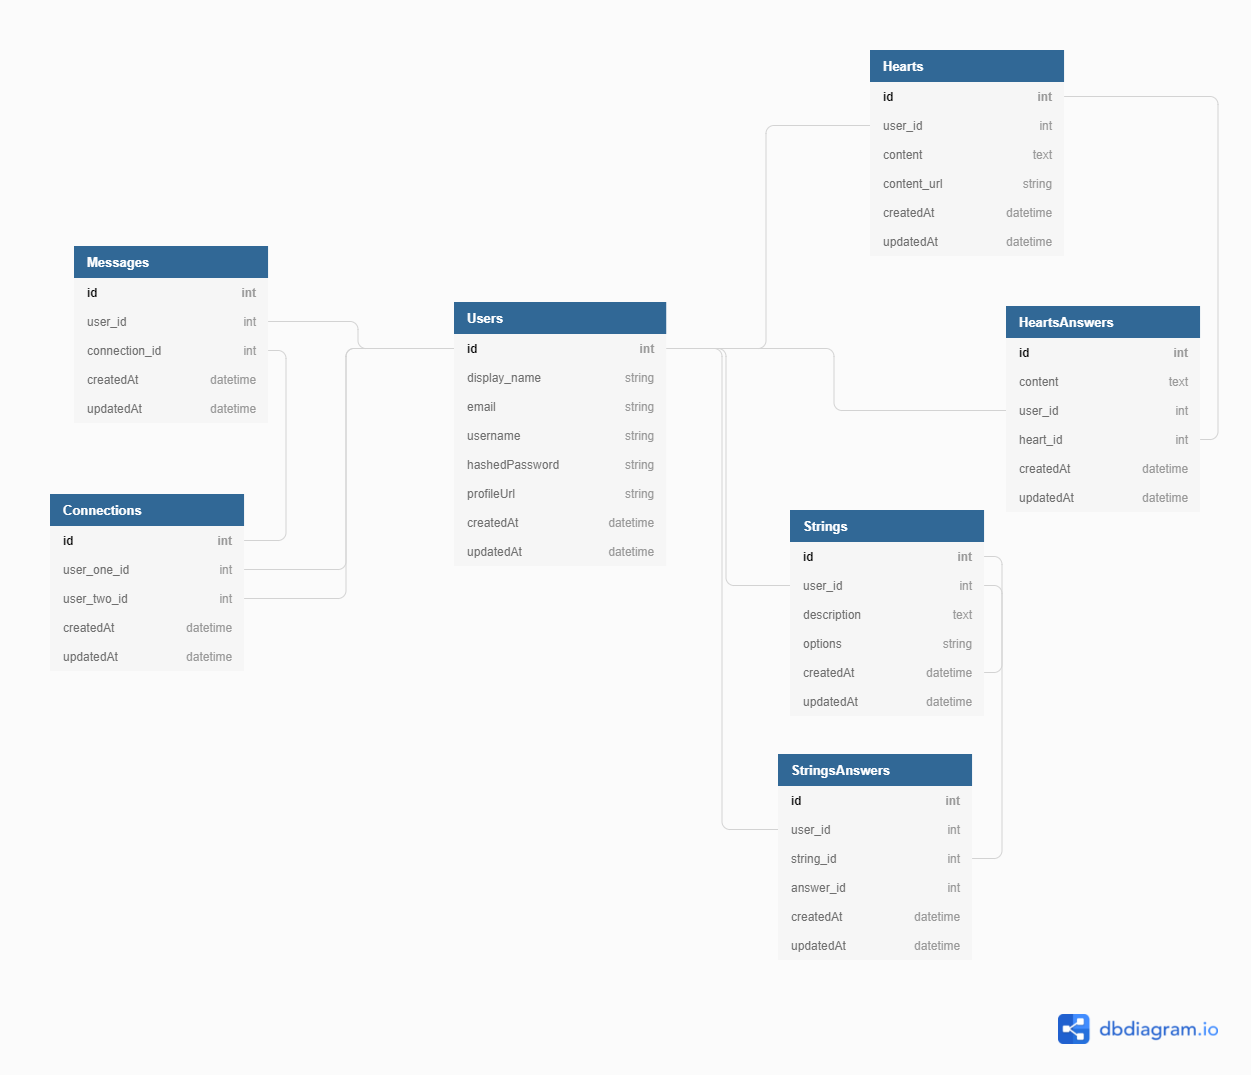 Hearts
id int
user_id int
content text
content_url string
createdAt datetime
updatedAt datetime
Messages
id int
user_id int
connection_id int
createdAt datetime
updatedAt datetime
Users
id int
display_name string
email string
username string
hashedPassword string
profileUrl string
createdAt datetime
updatedAt datetime
HeartsAnswers
id int
content text
user_id int
heart_id int
createdAt datetime
updatedAt datetime
Connections
id int
user_one_id int
user_two_id int
createdAt datetime
updatedAt datetime
Strings
id int
user_id int
description text
options string
createdAt datetime
updatedAt datetime
StringsAnswers
id int
user_id int
string_id int
answer_id int
createdAt datetime
updatedAt datetime
dbdiagram.io